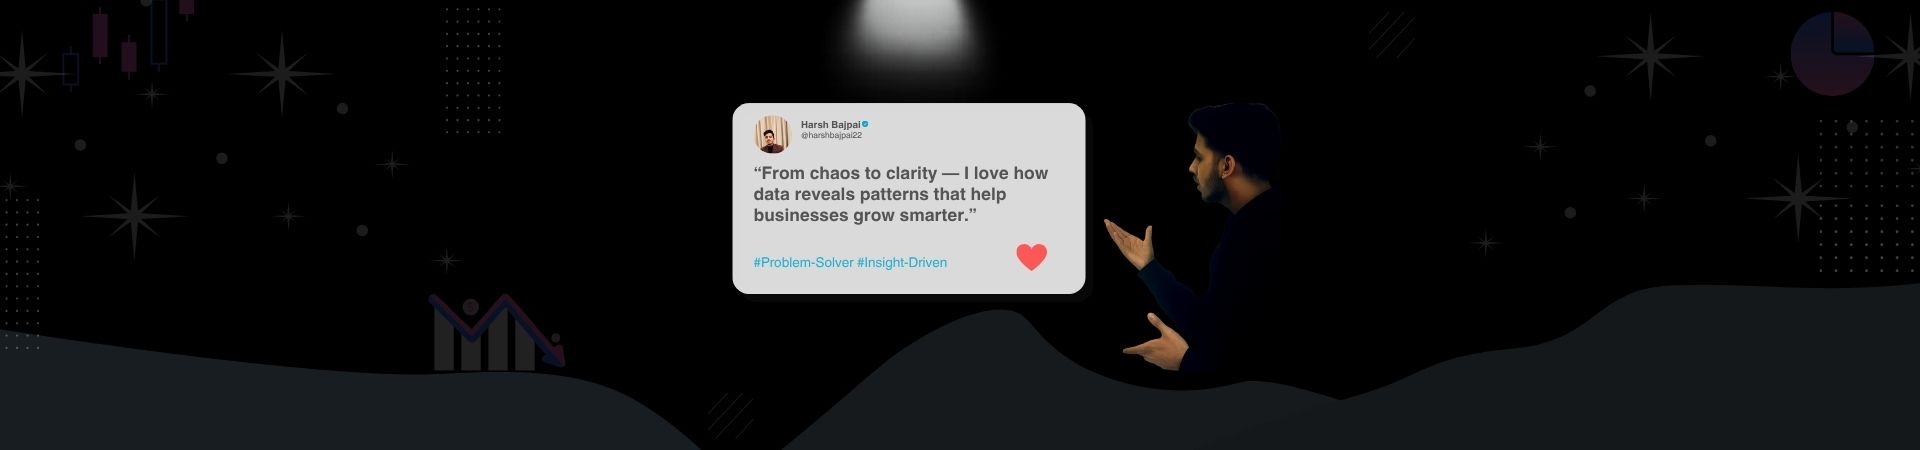 Harsh Bajpai
@harshbajpai22
“From chaos to clarity — I love how
data reveals patterns that help
businesses grow smarter.”
#Problem-Solver #Insight-Driven